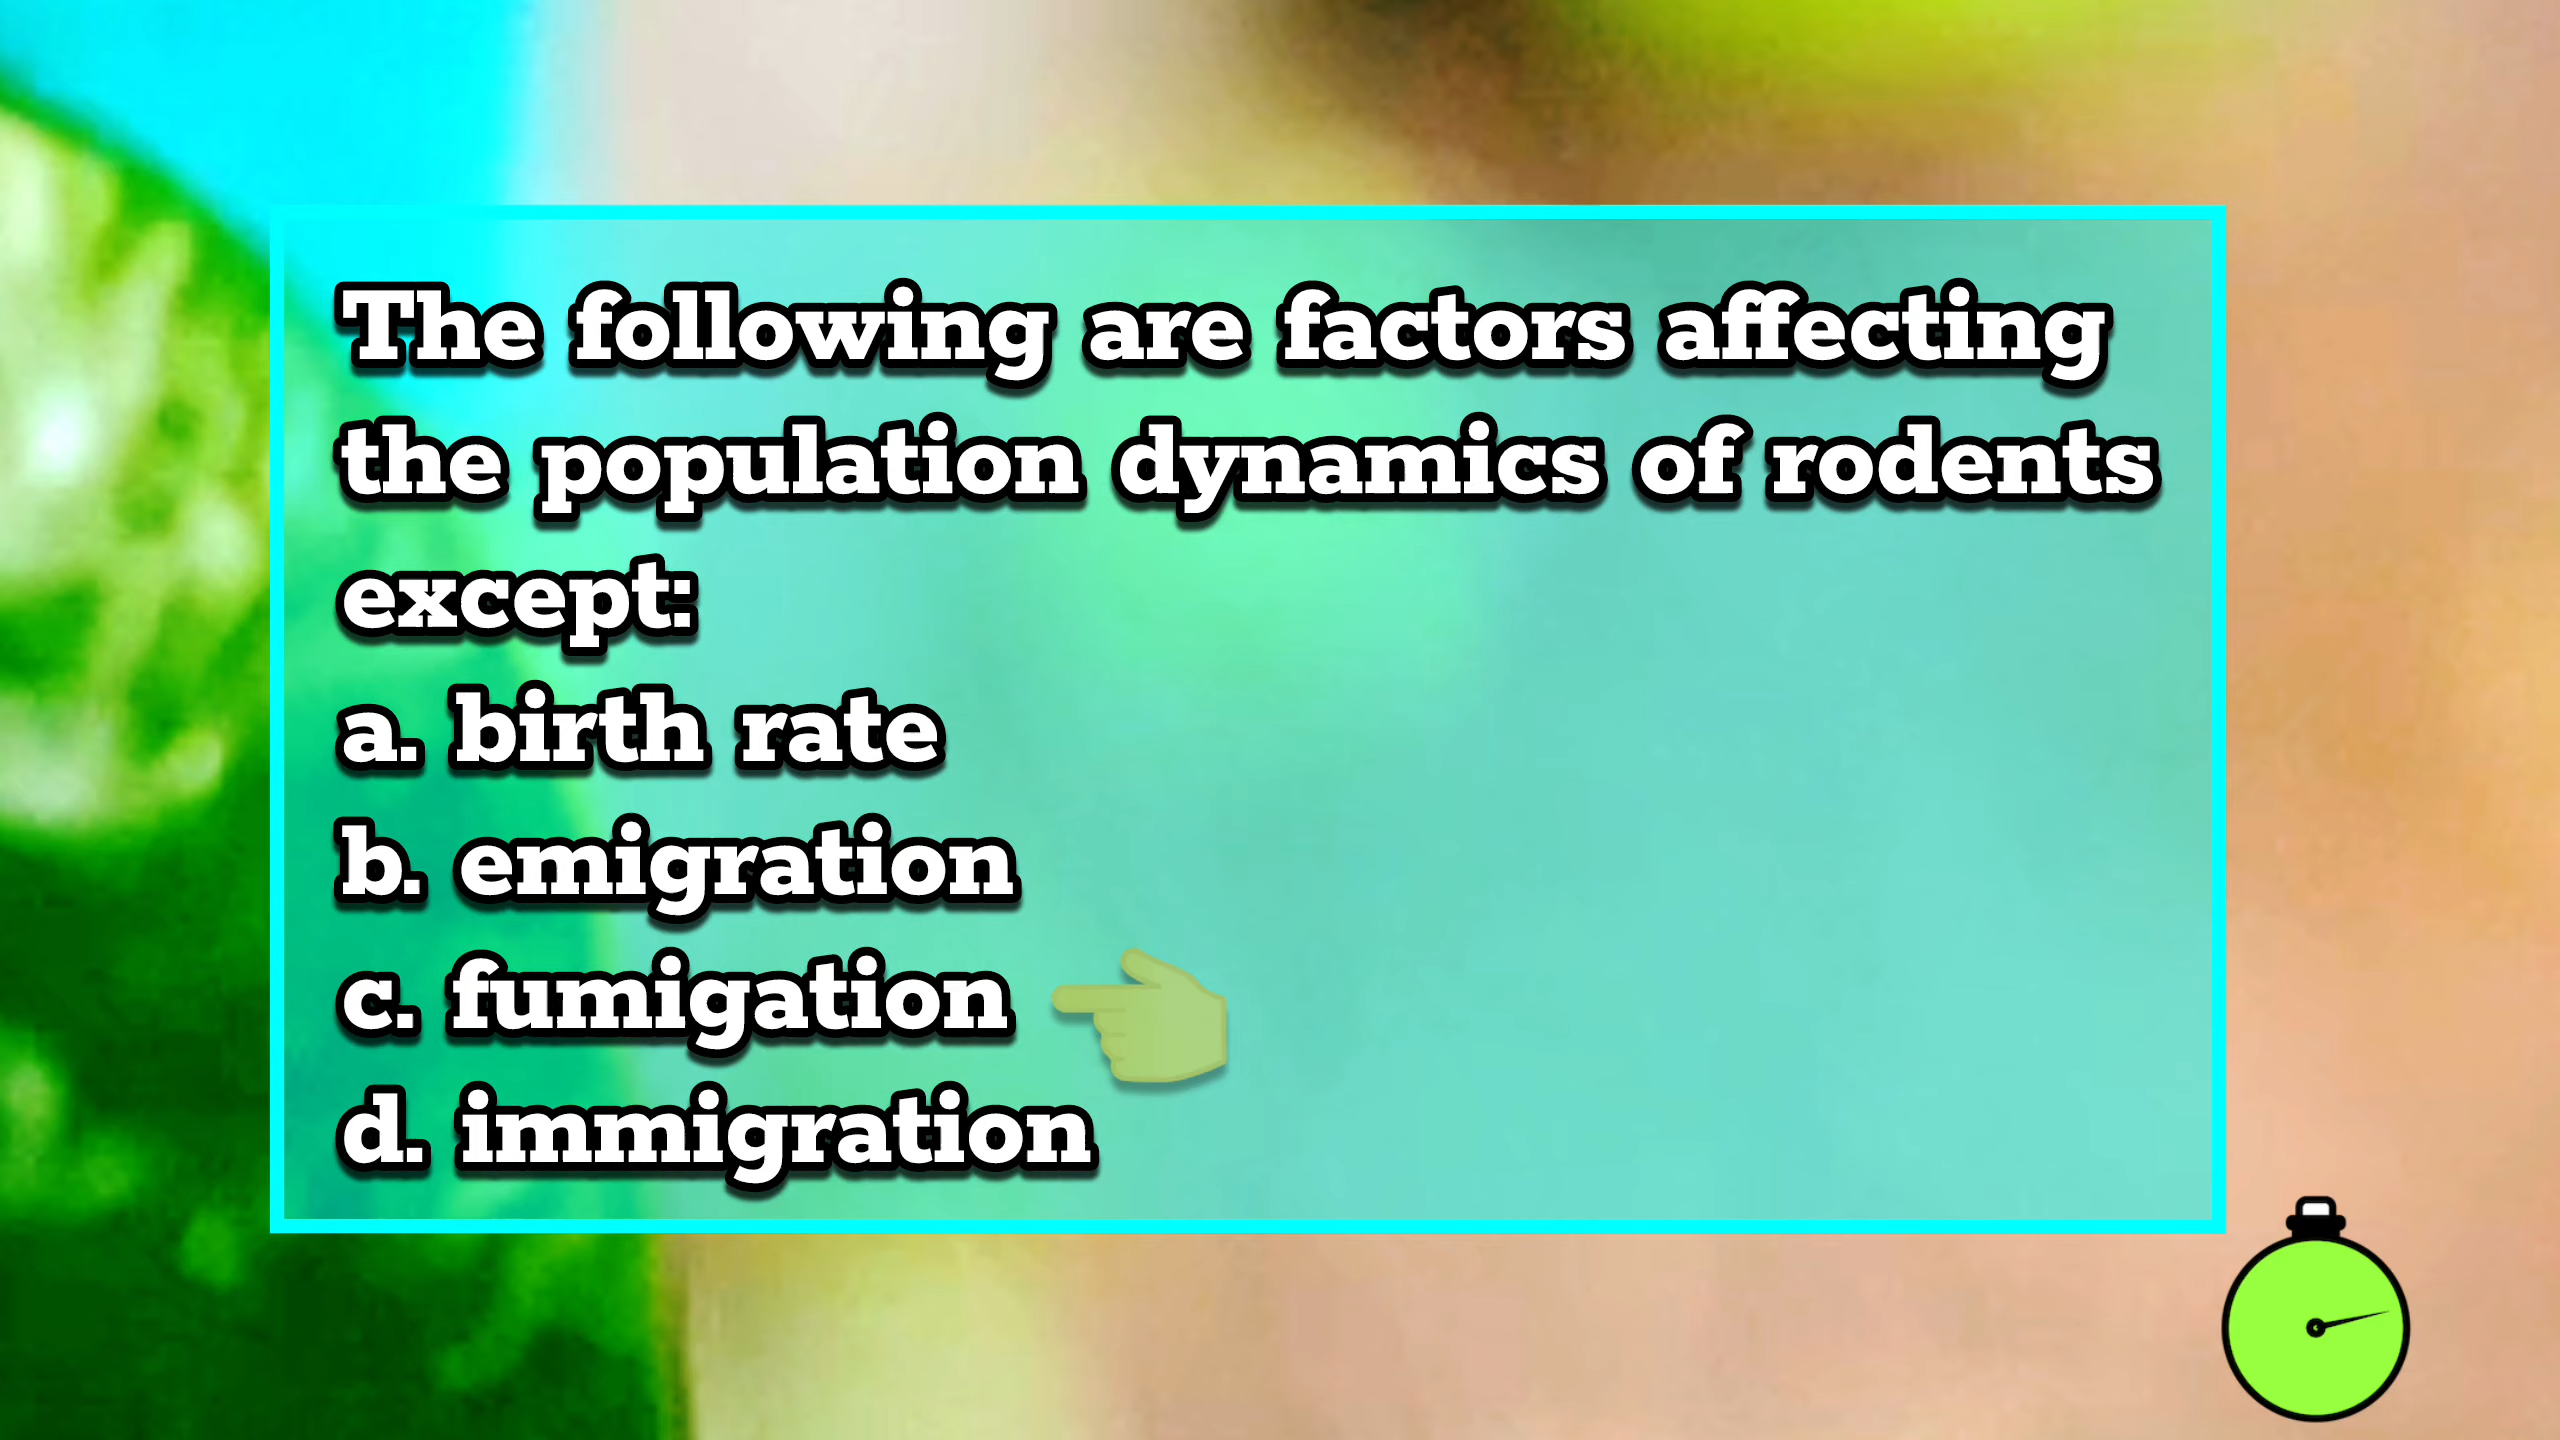 The following are factors affecting
the population dynamics of rodents
except:
a. birth rate
b. emigration
c. fumigation
d. immigration